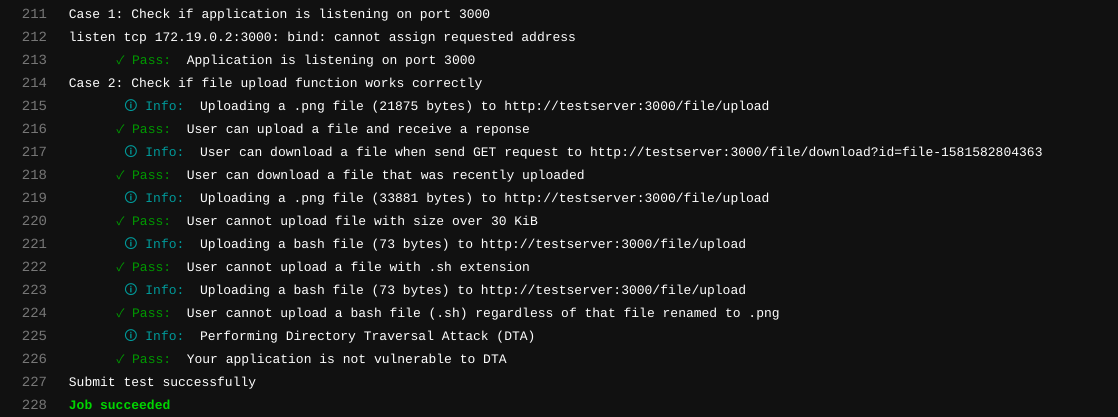 211 Case 1: Check if application is listening on port 3000
212 listen tcp 172.19.0.2:3000: bind: cannot assign requested address
213 ✓ Pass: Application is listening on port 3000
214 Case 2: Check if file upload function works correctly
215 ⓘ Info: Uploading a .png file (21875 bytes) to http://testserver:3000/file/upload
216 ✓ Pass: User can upload a file and receive a reponse
217 ⓘ Info: User can download a file when send GET request to http://testserver:3000/file/download?id=file-1581582804363
218 ✓ Pass: User can download a file that was recently uploaded
219 ⓘ Info: Uploading a .png file (33881 bytes) to http://testserver:3000/file/upload
220 ✓ Pass: User cannot upload file with size over 30 KiB
221 ⓘ Info: Uploading a bash file (73 bytes) to http://testserver:3000/file/upload
222 ✓ Pass: User cannot upload a file with .sh extension
223 ⓘ Info: Uploading a bash file (73 bytes) to http://testserver:3000/file/upload
224 ✓ Pass: User cannot upload a bash file (.sh) regardless of that file renamed to .png
225 ⓘ Info: Performing Directory Traversal Attack (DTA)
226 ✓ Pass: Your application is not vulnerable to DTA
227 Submit test successfully
228 Job succeeded